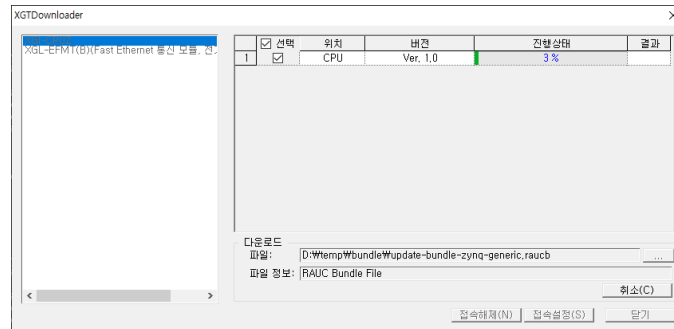 XGTDownloader
XGL-EFMT(B)(Fast Ethernet 통신 모듈, 전
선택 위치 버전 진행상태 결과
1 CPU Ver. 1.0 3 %
다운로드
파일: D:₩temp₩bundle₩update-bundle-zynq-generic.raucb ...
파일 정보: RAUC Bundle File
취소(C)
접속해제(N) 접속설정(S) 닫기